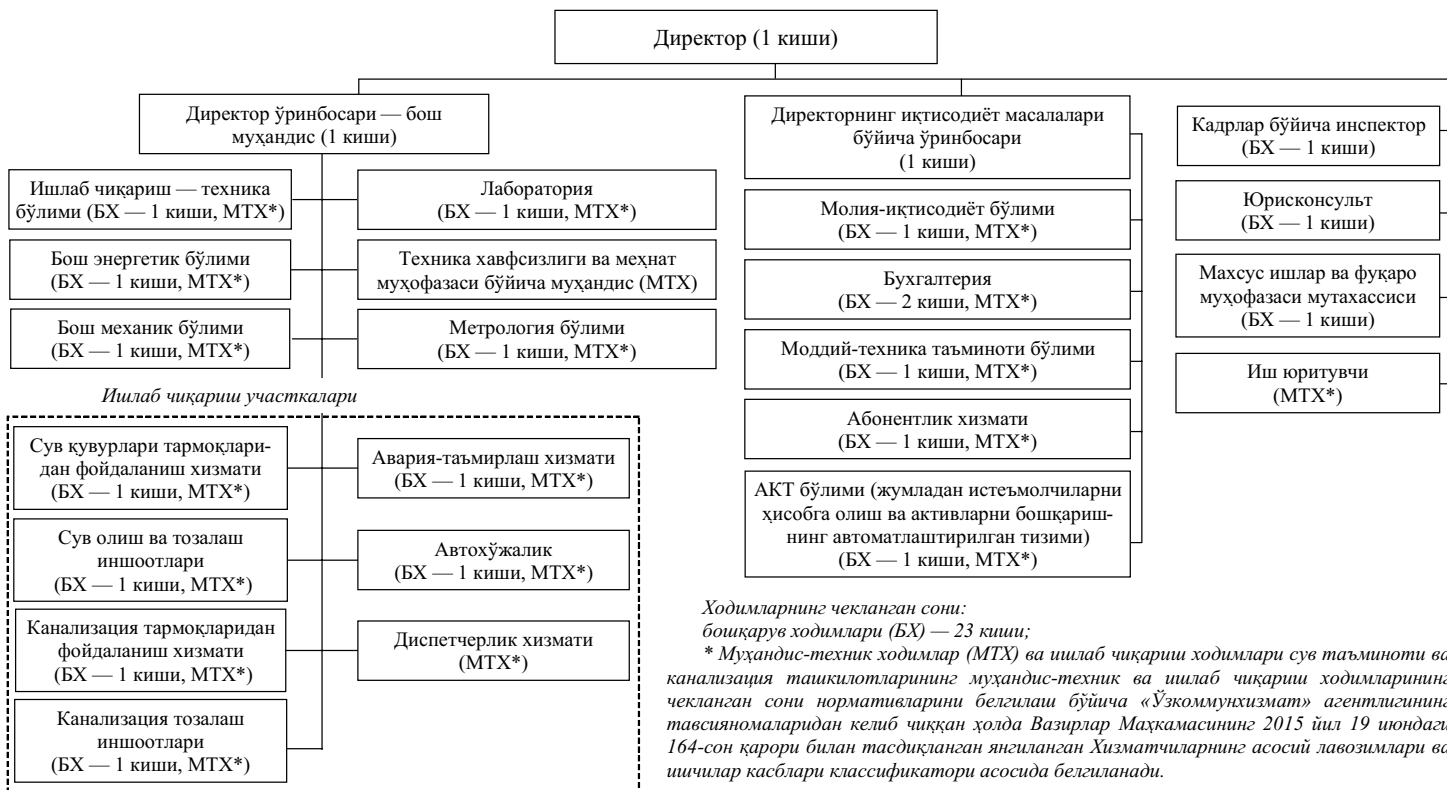 Директор (1 киши)
Директор ўринбосари — бош
муҳандис (1 киши)
Ишлаб чиқариш — техника
бўлими (БХ — 1 киши, МТХ*)
Лаборатория
(БХ — 1 киши, МТХ*)
Бош энергетик бўлими
(БХ — 1 киши, МТХ*)
Техника хавфсизлиги ва меҳнат
муҳофазаси бўйича муҳандис (МТХ)
Бош механик бўлими
(БХ — 1 киши, МТХ*)
Метрология бўлими
(БХ — 1 киши, МТХ*)
Ишлаб чиқариш участкалари
Сув қувурлари тармоқлари-
дан фойдаланиш хизмати
(БХ — 1 киши, МТХ*)
Авария-таъмирлаш хизмати
(БХ — 1 киши, МТХ*)
Сув олиш ва тозалаш
иншоотлари
(БХ — 1 киши, МТХ*)
Автохўжалик
(БХ — 1 киши, МТХ*)
Канализация тармоқларидан
фойдаланиш хизмати
(БХ — 1 киши, МТХ*)
Диспетчерлик хизмати
(МТХ*)
Канализация тозалаш
иншоотлари
(БХ — 1 киши, МТХ*)
Директорнинг иқтисодиёт масалалари
бўйича ўринбосари
(1 киши)
Молия-иқтисодиёт бўлими
(БХ — 1 киши, МТХ*)
Бухгалтерия
(БХ — 2 киши, МТХ*)
Моддий-техника таъминоти бўлими
(БХ — 1 киши, МТХ*)
Абонентлик хизмати
(БХ — 1 киши, МТХ*)
АКТ бўлими (жумладан истеъмолчиларни
ҳисобга олиш ва активларни бошқариш-
нинг автоматлаштирилган тизими)
(БХ — 1 киши, МТХ*)
Кадрлар бўйича инспектор
(БХ — 1 киши)
Юрисконсульт
(БХ — 1 киши)
Махсус ишлар ва фуқаро
муҳофазаси мутахассиси
(БХ — 1 киши)
Иш юритувчи
(МТХ*)
Ходимларнинг чекланган сони:
бошқарув ходимлари (БХ) — 23 киши;
* Муҳандис-техник ходимлар (МТХ) ва ишлаб чиқариш ходимлари сув таъминоти ва
канализация ташкилотларининг муҳандис-техник ва ишлаб чиқариш ходимларининг
чекланган сони нормативларини белгилаш бўйича «Ўзкоммунхизмат» агентлигининг
тавсияномаларидан келиб чиққан ҳолда Вазирлар Маҳкамасининг 2015 йил 19 июндаги
164-сон қарори билан тасдиқланган янгиланган Хизматчиларнинг асосий лавозимлари ва
ишчилар касблари классификатори асосида белгиланади.